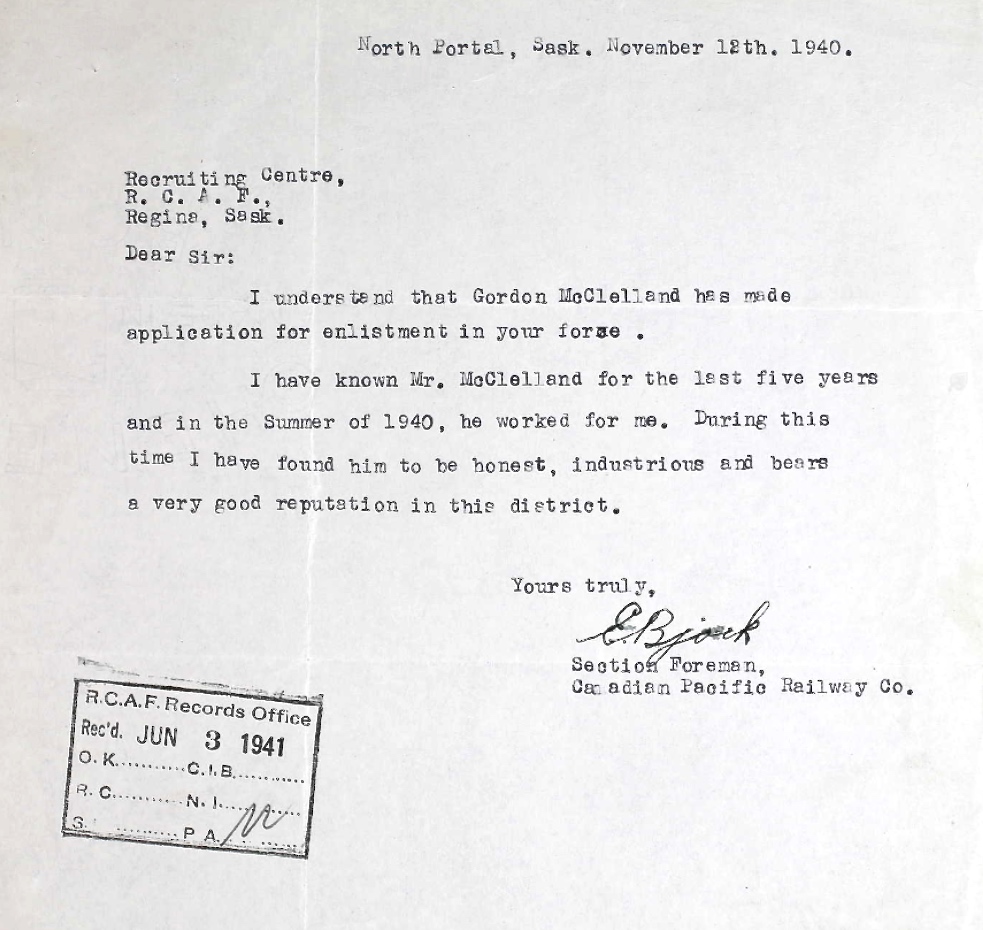 North Portal, Sask. November 12th. 1940.
Recruiting Centre,
R. C. A. F.,
Regina, Sask.
Dear Sir:
I understand that Gordon McClelland has made
application for enlistment in your force .
I have known Mr. McClelland for the last five years
and in the Summer of 1940, he worked for me. During this
time I have found him to be honest, industrious and bears
a very good reputation in this district.
Yours truly,
E. Bjork
Section Foreman,
Canadian Pacific Railway Co.
R.C.A.F. Records Office
Rec'd. JUN 3 1941
O. K...........C.I.B............
R. C...........N. I............
S. ...........P A.........